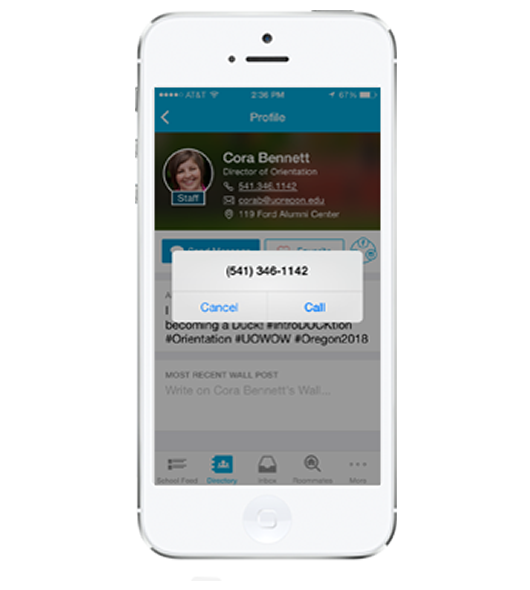 AT&T 2:36 PM 67%
Profile
Cora Bennett
Director of Orientation
541.346.1142
corab@uoregon.edu
119 Ford Alumni Center
Staff
Send Message Favorite
(541) 346-1142
Cancel Call
A
I
becoming a Duck! #IntroDUCKtion
#Orientation #UOWOW #Oregon2018
MOST RECENT WALL POST
Write on Cora Bennett's Wall...
School Feed Directory Inbox Roommates More